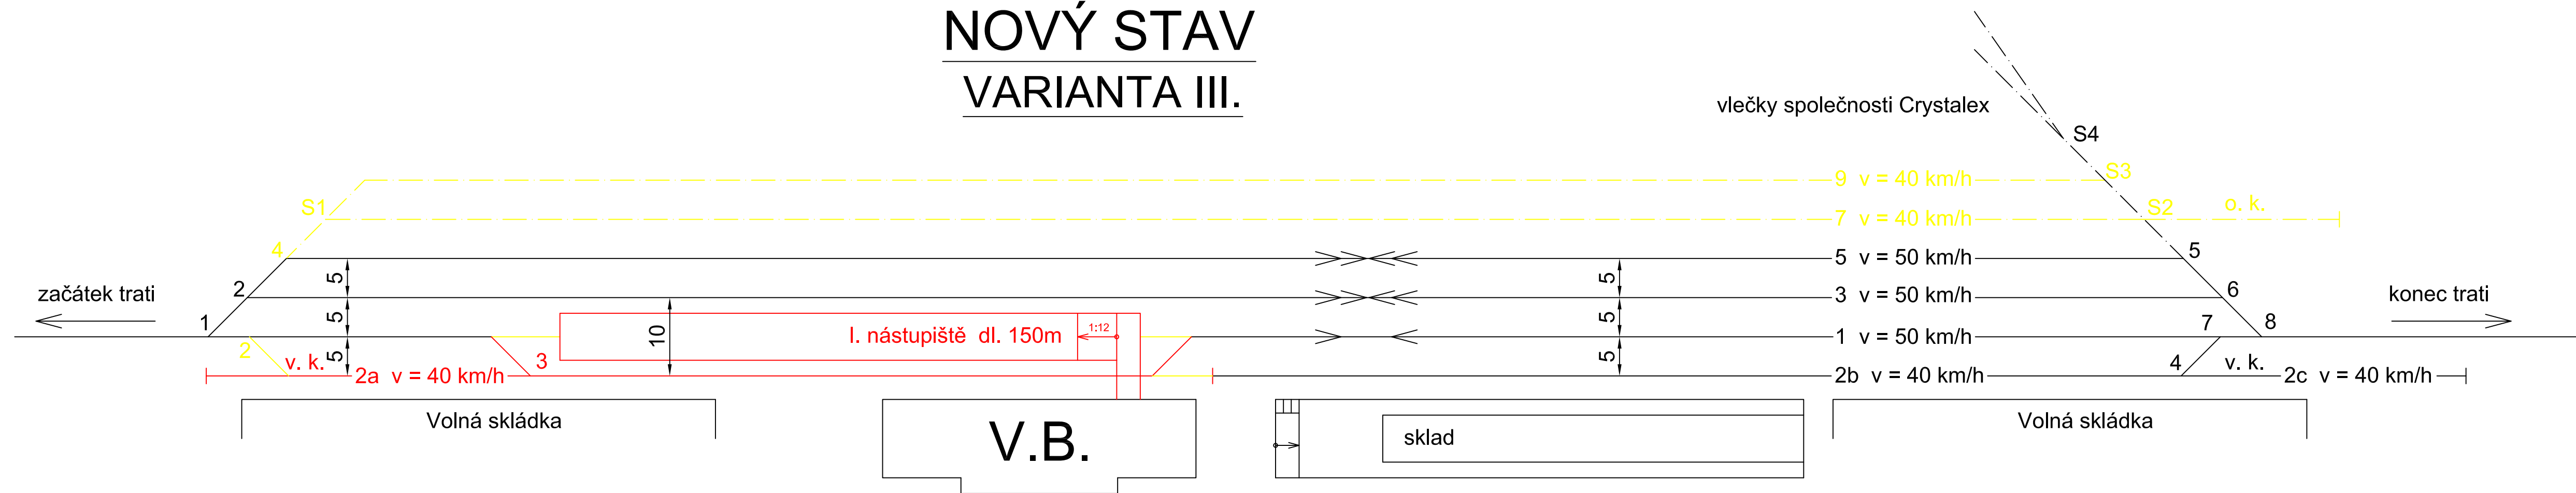 NOVÝ STAV
VARIANTA III.
vlečky společnosti Crystalex
S4
S3
9 v = 40 km/h
S1
7 v = 40 km/h
S2
o. k.
4
5 v = 50 km/h
5
5
5
2
3 v = 50 km/h
6
začátek trati
konec trati
1
5
10
I. nástupiště dl. 150m
1:12
5
1 v = 50 km/h
7
8
2
v. k.
5
3
5
4
v. k.
2a v = 40 km/h
2b v = 40 km/h
2c v = 40 km/h
Volná skládka
V.B.
sklad
Volná skládka